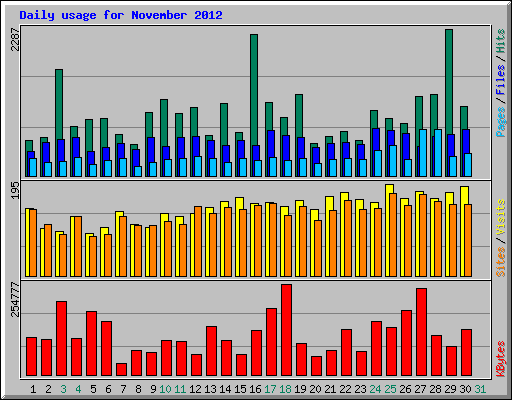 Daily usage for November 2012
2287
Pages / Files / Hits
195
Sites / Visits
254777
KBytes
1 2 3 4 5 6 7 8 9 10 11 12 13 14 15 16 17 18 19 20 21 22 23 24 25 26 27 28 29 30 31